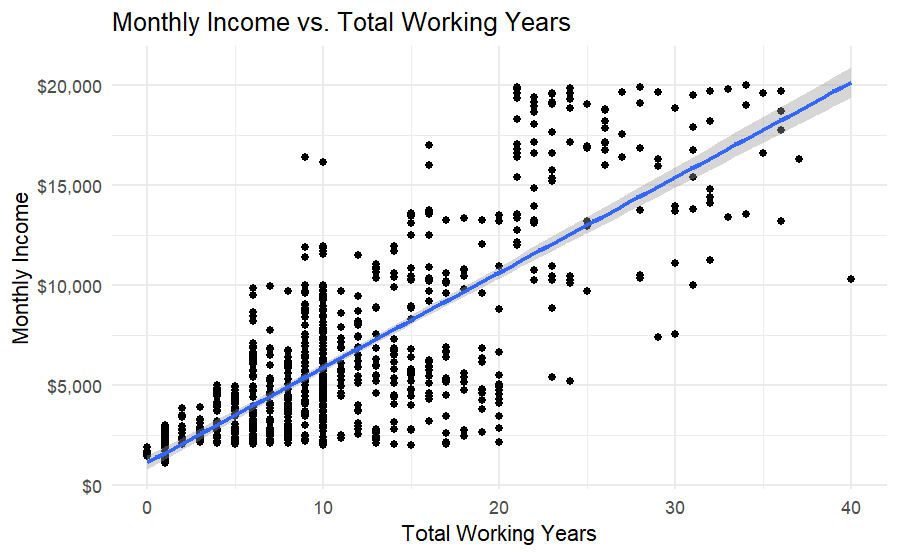 Monthly Income vs. Total Working Years
Monthly Income
$20,000
$15,000
$10,000
$5,000
$0
0 10 20 30 40
Total Working Years